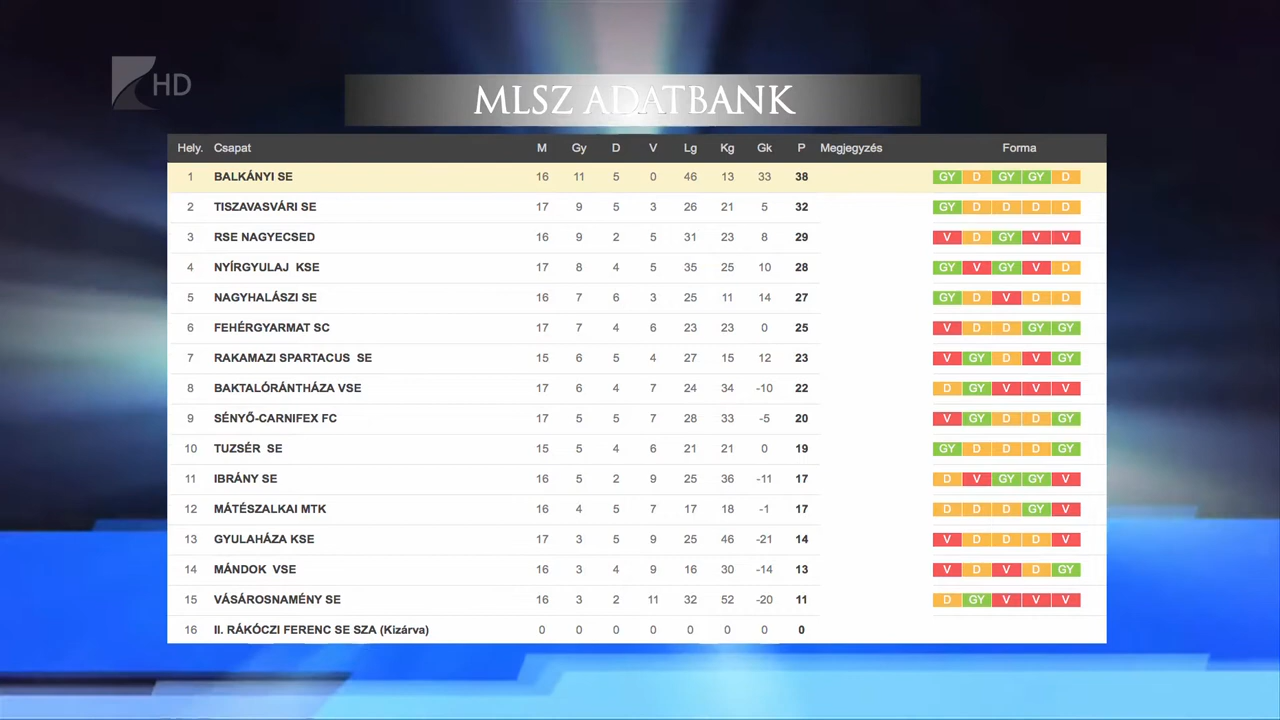 HD
MLSZ ADATBANK
Hely. Csapat M Gy D V Lg Kg Gk P Megjegyzés Forma
1 BALKÁNYI SE 16 11 5 0 46 13 33 38 GY D GY GY D
2 TISZAVASVÁRI SE 17 9 5 3 26 21 5 32 GY D D D D
3 RSE NAGYECSED 16 9 2 5 31 23 8 29 V D GY V V
4 NYÍRGYULAJ KSE 17 8 4 5 35 25 10 28 GY V GY V D
5 NAGYHALÁSZI SE 16 7 6 3 25 11 14 27 GY D V D D
6 FEHÉRGYARMAT SC 17 7 4 6 23 23 0 25 V D D GY GY
7 RAKAMAZI SPARTACUS SE 15 6 5 4 27 15 12 23 V GY D V GY
8 BAKTALÓRÁNTHÁZA VSE 17 6 4 7 24 34 -10 22 D GY V V V
9 SÉNYŐ-CARNIFEX FC 17 5 5 7 28 33 -5 20 V GY D D GY
10 TUZSÉR SE 15 5 4 6 21 21 0 19 GY D D D GY
11 IBRÁNY SE 16 5 2 9 25 36 -11 17 D V GY GY V
12 MÁTÉSZALKAI MTK 16 4 5 7 17 18 -1 17 D D D GY V
13 GYULAHÁZA KSE 17 3 5 9 25 46 -21 14 V D D D V
14 MÁNDOK VSE 16 3 4 9 16 30 -14 13 V D V D GY
15 VÁSÁROSNAMÉNY SE 16 3 2 11 32 52 -20 11 D GY V V V
16 II. RÁKÓCZI FERENC SE SZA (Kizárva) 0 0 0 0 0 0 0 0